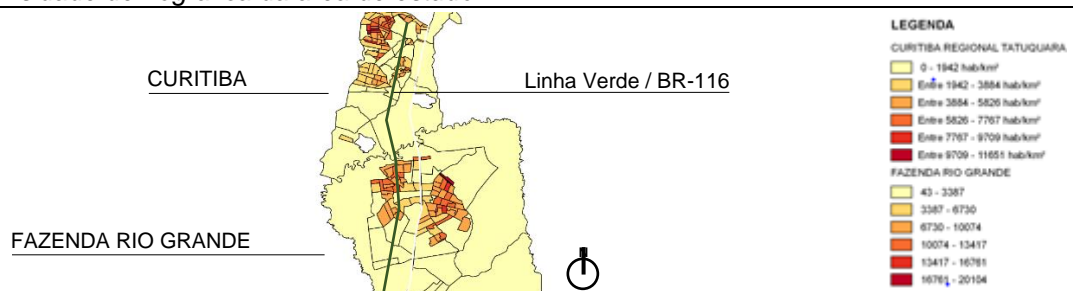 CURITIBA
Linha Verde / BR-116
FAZENDA RIO GRANDE
LEGENDA
CURITIBA REGIONAL TATUQUARA
0 - 1942 hab/km²
Entre 1942 - 3884 hab/km²
Entre 3884 - 5826 hab/km²
Entre 5826 - 7767 hab/km²
Entre 7767 - 9709 hab/km²
Entre 9709 - 11651 hab/km²
FAZENDA RIO GRANDE
43 - 3387
3387 - 6730
6730 - 10074
10074 - 13417
13417 - 16761
16761 - 20104